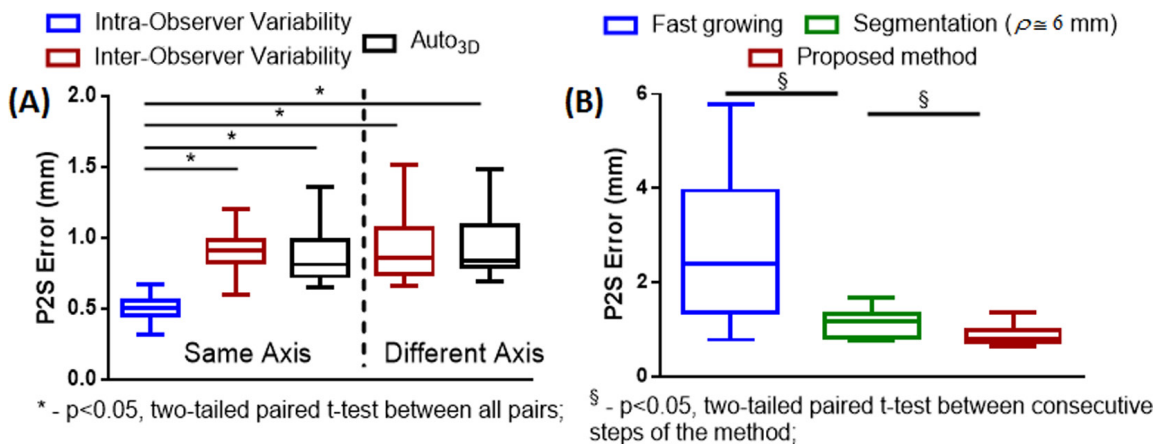 Intra-Observer Variability
Inter-Observer Variability
Auto3D
(A)
P2S Error (mm)
2.0
1.5
1.0
0.5
0.0
*
*
*
*
Same Axis
Different Axis
* - p<0.05, two-tailed paired t-test between all pairs;
Fast growing
Segmentation (ρ≅6 mm)
Proposed method
(B)
P2S Error (mm)
6
4
2
0
§
§
§ - p<0.05, two-tailed paired t-test between consecutive
steps of the method;